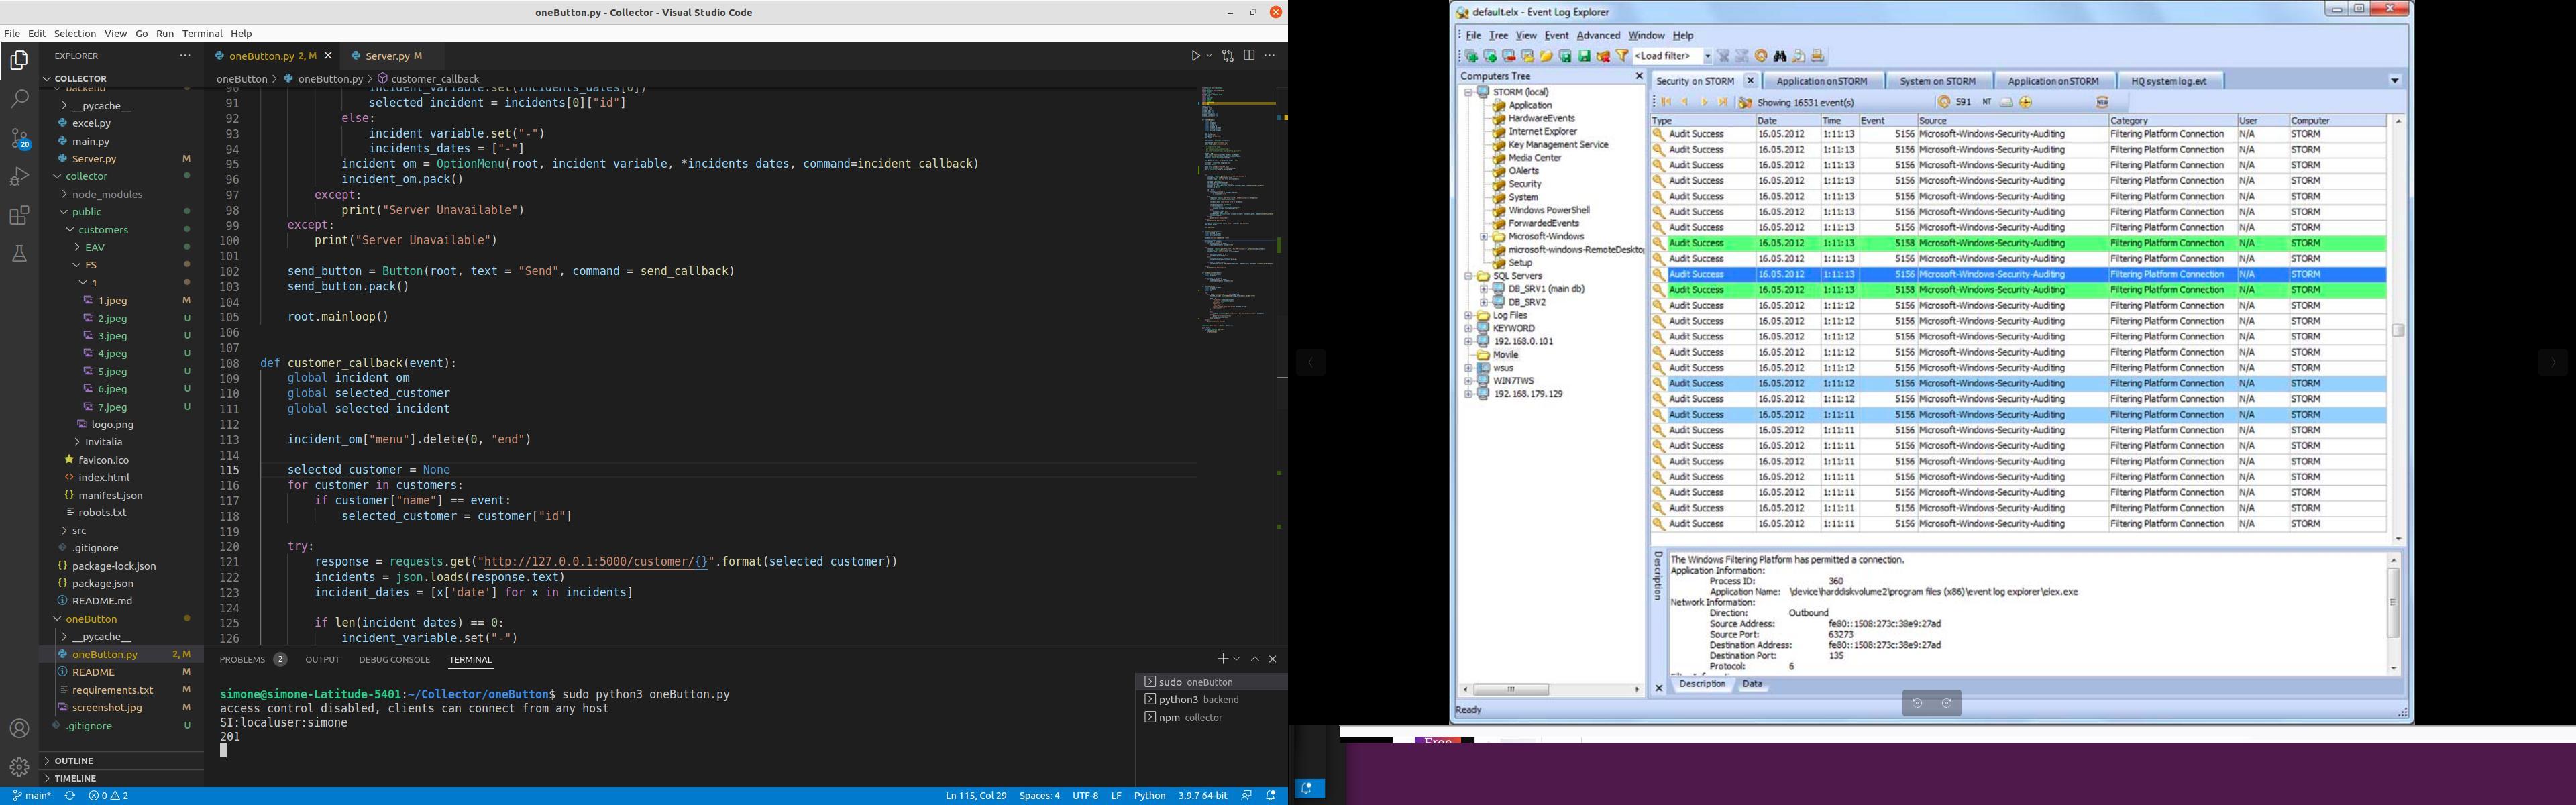 oneButton.py - Collector - Visual Studio Code
File Edit Selection View Go Run Terminal Help
EXPLORER
COLLECTOR
backend
__pycache__
excel.py
main.py
Server.py M
collector
node_modules
public
customers
EAV
FS
1
1.jpeg M
2.jpeg U
3.jpeg U
4.jpeg U
5.jpeg U
6.jpeg U
7.jpeg U
logo.png
Invitalia
favicon.ico
index.html
manifest.json
robots.txt
src
.gitignore
package-lock.json
package.json
README.md
oneButton
__pycache__
oneButton.py 2, M
README M
requirements.txt M
screenshot.jpg M
.gitignore U
OUTLINE
TIMELINE
20
oneButton.py 2, M
Server.py M
oneButton > oneButton.py > customer_callback
90 incident_variable.set(incidents_dates[0])
91 selected_incident = incidents[0]["id"]
92 else:
93 incident_variable.set("-")
94 incidents_dates = ["-"]
95 incident_om = OptionMenu(root, incident_variable, *incidents_dates, command=incident_callback)
96 incident_om.pack()
97 except:
98 print("Server Unavailable")
99 except:
100 print("Server Unavailable")
101
102 send_button = Button(root, text = "Send", command = send_callback)
103 send_button.pack()
104
105 root.mainloop()
106
107
108 def customer_callback(event):
109 global incident_om
110 global selected_customer
111 global selected_incident
112
113 incident_om["menu"].delete(0, "end")
114
115 selected_customer = None
116 for customer in customers:
117 if customer["name"] == event:
118 selected_customer = customer["id"]
119
120 try:
121 response = requests.get("http://127.0.0.1:5000/customer/{}".format(selected_customer))
122 incidents = json.loads(response.text)
123 incident_dates = [x['date'] for x in incidents]
124
125 if len(incident_dates) == 0:
126 incident_variable.set("-")
PROBLEMS 2 OUTPUT DEBUG CONSOLE TERMINAL
simone@simone-Latitude-5401:~/Collector/oneButton$ sudo python3 oneButton.py
access control disabled, clients can connect from any host
SI:localuser:simone
201
sudo oneButton
python3 backend
npm collector
main* 0 2
Ln 115, Col 29 Spaces: 4 UTF-8 LF Python 3.9.7 64-bit
default.elx - Event Log Explorer
File Tree View Event Advanced Window Help
<Load filter>
Computers Tree
STORM (local)
Application
HardwareEvents
Internet Explorer
Key Management Service
Media Center
OAlerts
Security
System
Windows PowerShell
ForwardedEvents
Microsoft-Windows
microsoft-windows-RemoteDeskto
Setup
SQL Servers
DB_SRV1 (main db)
DB_SRV2
Log Files
KEYWORD
192.168.0.101
Movile
wsus
WIN7TWS
192.168.179.129
Security on STORM Application on STORM System on STORM Application on STORM HQ system log.evt
Showing 16531 event(s) 591 NT NEW
Type Date Time Event Source Category User Computer
Audit Success 16.05.2012 1:11:13 5156 Microsoft-Windows-Security-Auditing Filtering Platform Connection N/A STORM
Audit Success 16.05.2012 1:11:13 5156 Microsoft-Windows-Security-Auditing Filtering Platform Connection N/A STORM
Audit Success 16.05.2012 1:11:13 5156 Microsoft-Windows-Security-Auditing Filtering Platform Connection N/A STORM
Audit Success 16.05.2012 1:11:13 5156 Microsoft-Windows-Security-Auditing Filtering Platform Connection N/A STORM
Audit Success 16.05.2012 1:11:13 5156 Microsoft-Windows-Security-Auditing Filtering Platform Connection N/A STORM
Audit Success 16.05.2012 1:11:13 5156 Microsoft-Windows-Security-Auditing Filtering Platform Connection N/A STORM
Audit Success 16.05.2012 1:11:13 5156 Microsoft-Windows-Security-Auditing Filtering Platform Connection N/A STORM
Audit Success 16.05.2012 1:11:13 5158 Microsoft-Windows-Security-Auditing Filtering Platform Connection N/A STORM
Audit Success 16.05.2012 1:11:13 5156 Microsoft-Windows-Security-Auditing Filtering Platform Connection N/A STORM
Audit Success 16.05.2012 1:11:13 5156 Microsoft-Windows-Security-Auditing Filtering Platform Connection N/A STORM
Audit Success 16.05.2012 1:11:13 5158 Microsoft-Windows-Security-Auditing Filtering Platform Connection N/A STORM
Audit Success 16.05.2012 1:11:12 5156 Microsoft-Windows-Security-Auditing Filtering Platform Connection N/A STORM
Audit Success 16.05.2012 1:11:12 5156 Microsoft-Windows-Security-Auditing Filtering Platform Connection N/A STORM
Audit Success 16.05.2012 1:11:12 5156 Microsoft-Windows-Security-Auditing Filtering Platform Connection N/A STORM
Audit Success 16.05.2012 1:11:12 5156 Microsoft-Windows-Security-Auditing Filtering Platform Connection N/A STORM
Audit Success 16.05.2012 1:11:12 5156 Microsoft-Windows-Security-Auditing Filtering Platform Connection N/A STORM
Audit Success 16.05.2012 1:11:12 5156 Microsoft-Windows-Security-Auditing Filtering Platform Connection N/A STORM
Audit Success 16.05.2012 1:11:12 5156 Microsoft-Windows-Security-Auditing Filtering Platform Connection N/A STORM
Audit Success 16.05.2012 1:11:11 5156 Microsoft-Windows-Security-Auditing Filtering Platform Connection N/A STORM
Audit Success 16.05.2012 1:11:11 5156 Microsoft-Windows-Security-Auditing Filtering Platform Connection N/A STORM
Audit Success 16.05.2012 1:11:11 5156 Microsoft-Windows-Security-Auditing Filtering Platform Connection N/A STORM
Audit Success 16.05.2012 1:11:11 5156 Microsoft-Windows-Security-Auditing Filtering Platform Connection N/A STORM
Audit Success 16.05.2012 1:11:11 5156 Microsoft-Windows-Security-Auditing Filtering Platform Connection N/A STORM
Audit Success 16.05.2012 1:11:11 5156 Microsoft-Windows-Security-Auditing Filtering Platform Connection N/A STORM
Audit Success 16.05.2012 1:11:11 5156 Microsoft-Windows-Security-Auditing Filtering Platform Connection N/A STORM
Audit Success 16.05.2012 1:11:11 5156 Microsoft-Windows-Security-Auditing Filtering Platform Connection N/A STORM
Description
The Windows Filtering Platform has permitted a connection.
Application Information:
Process ID: 360
Application Name: \device\harddiskvolume2\program files (x86)\event log explorer\elex.exe
Network Information:
Direction: Outbound
Source Address: fe80::1508:273c:38e9:27ad
Source Port: 63273
Destination Address: fe80::1508:273c:38e9:27ad
Destination Port: 135
Protocol: 6
Description Data
Ready